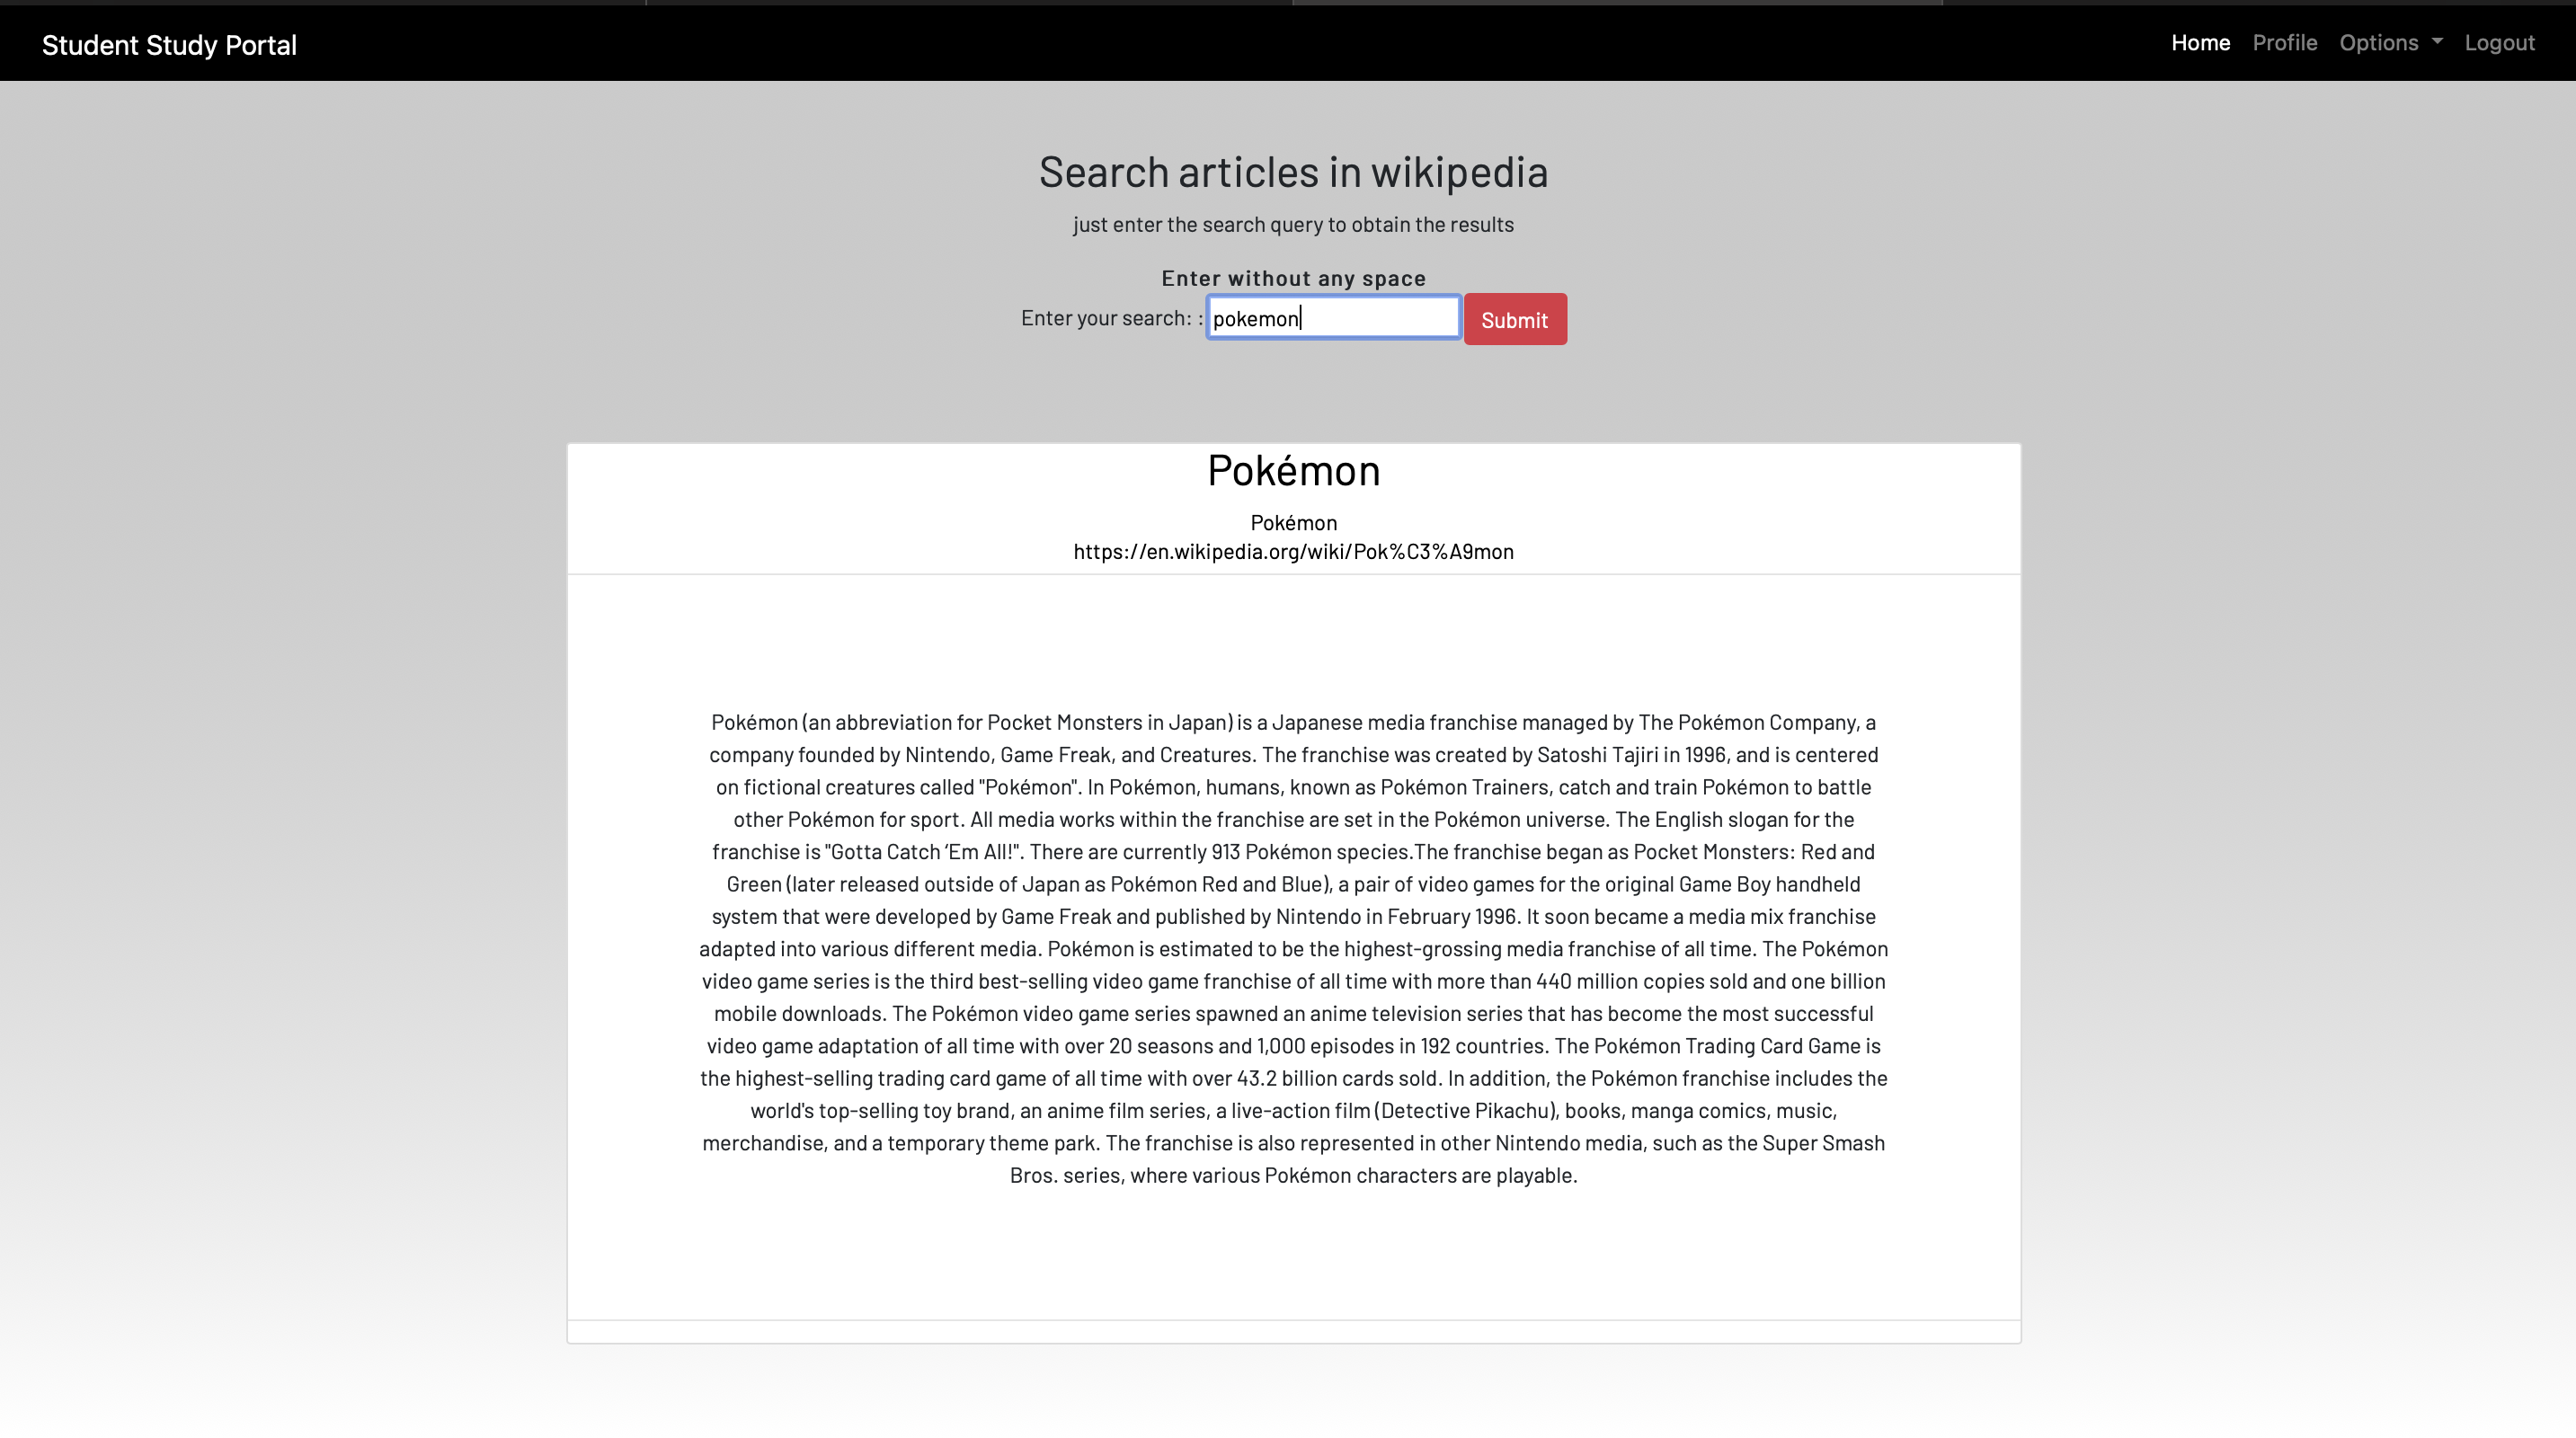 Student Study Portal
Home Profile Options Logout
Search articles in wikipedia
just enter the search query to obtain the results
Enter without any space
Enter your search: : pokemon Submit
Pokémon
Pokémon
https://en.wikipedia.org/wiki/Pok%C3%A9mon
Pokémon (an abbreviation for Pocket Monsters in Japan) is a Japanese media franchise managed by The Pokémon Company, a
company founded by Nintendo, Game Freak, and Creatures. The franchise was created by Satoshi Tajiri in 1996, and is centered
on fictional creatures called "Pokémon". In Pokémon, humans, known as Pokémon Trainers, catch and train Pokémon to battle
other Pokémon for sport. All media works within the franchise are set in the Pokémon universe. The English slogan for the
franchise is "Gotta Catch ‘Em All!". There are currently 913 Pokémon species.The franchise began as Pocket Monsters: Red and
Green (later released outside of Japan as Pokémon Red and Blue), a pair of video games for the original Game Boy handheld
system that were developed by Game Freak and published by Nintendo in February 1996. It soon became a media mix franchise
adapted into various different media. Pokémon is estimated to be the highest-grossing media franchise of all time. The Pokémon
video game series is the third best-selling video game franchise of all time with more than 440 million copies sold and one billion
mobile downloads. The Pokémon video game series spawned an anime television series that has become the most successful
video game adaptation of all time with over 20 seasons and 1,000 episodes in 192 countries. The Pokémon Trading Card Game is
the highest-selling trading card game of all time with over 43.2 billion cards sold. In addition, the Pokémon franchise includes the
world's top-selling toy brand, an anime film series, a live-action film (Detective Pikachu), books, manga comics, music,
merchandise, and a temporary theme park. The franchise is also represented in other Nintendo media, such as the Super Smash
Bros. series, where various Pokémon characters are playable.